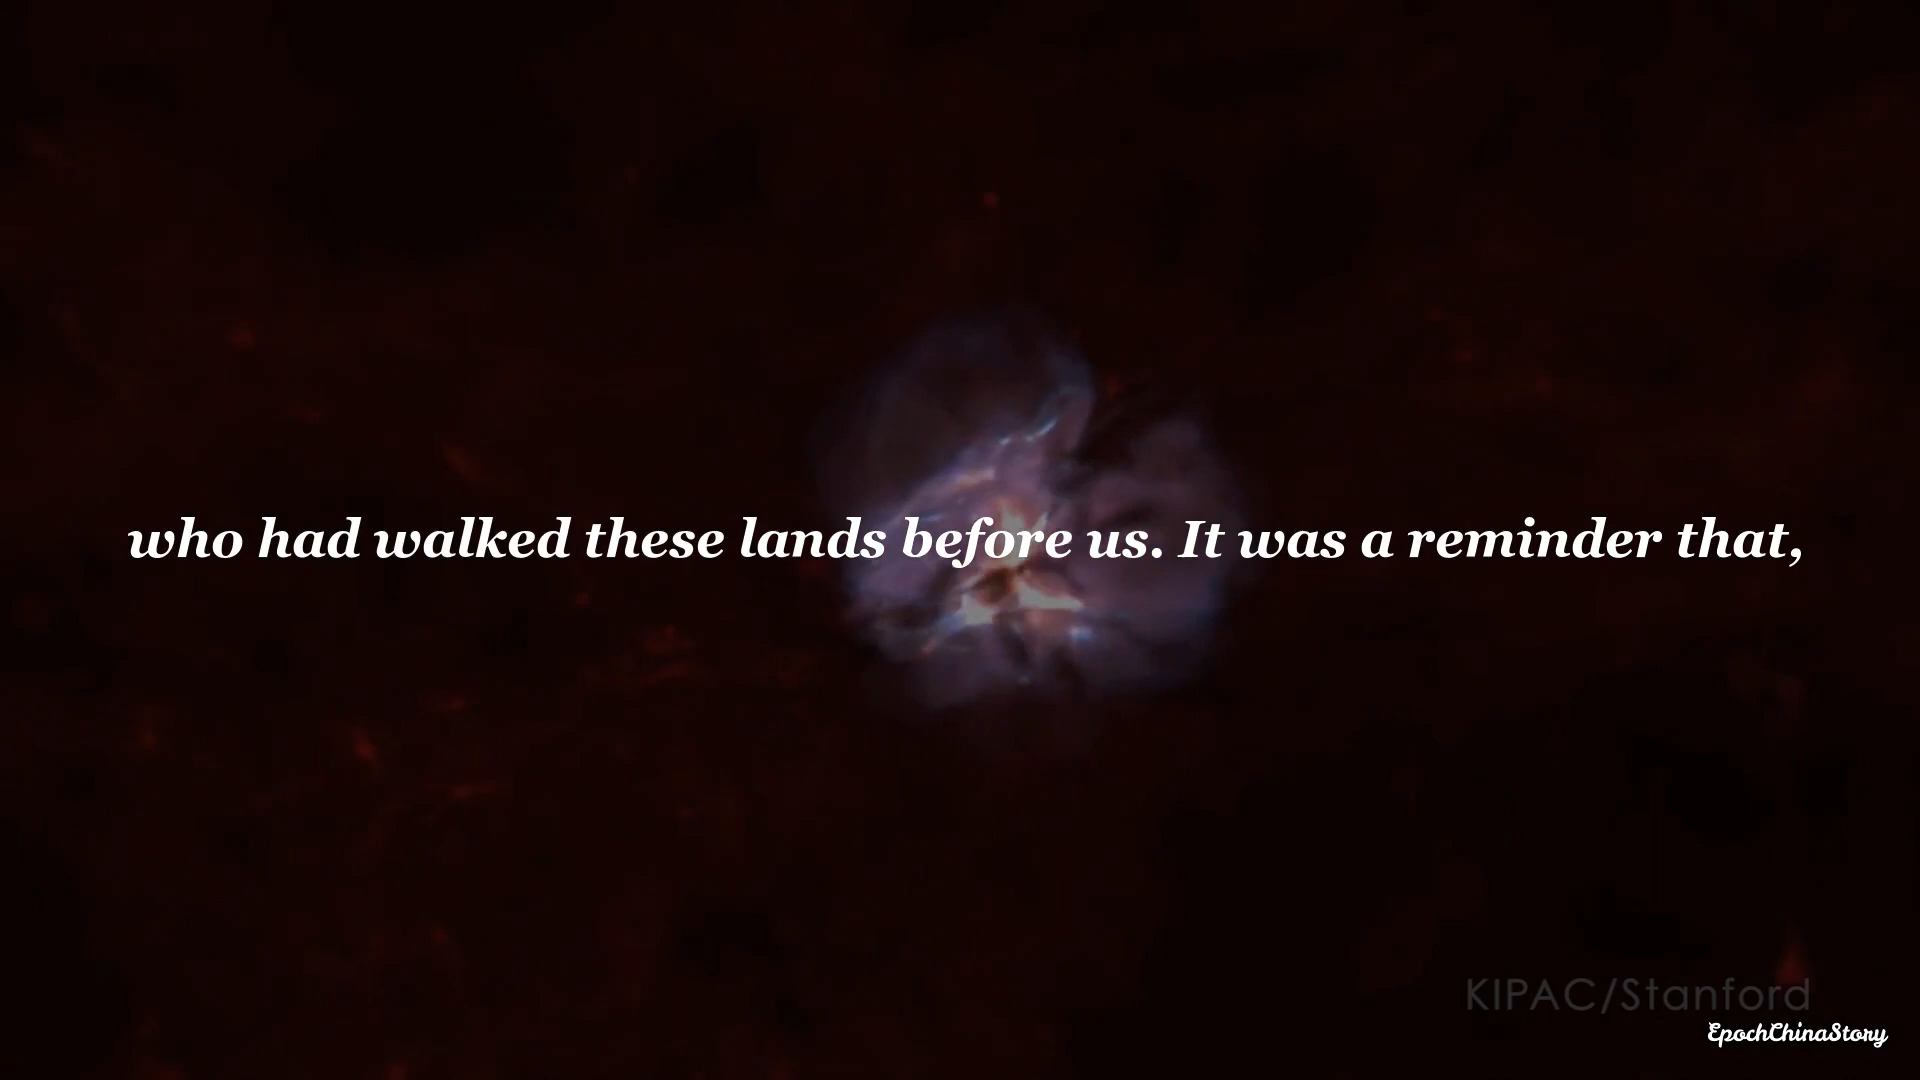 who had walked these lands before us. It was a reminder that,
KIPAC/Stanford
EpochChinaStory